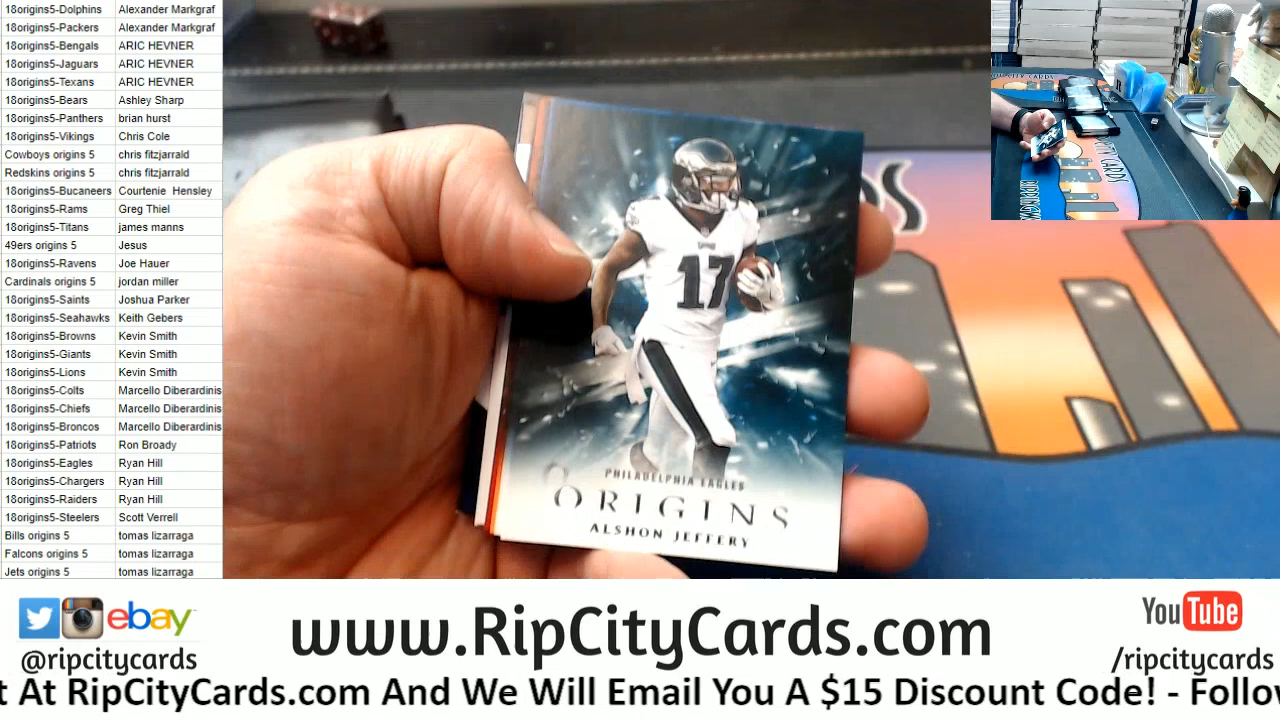 18origins5-Dolphins Alexander Markgraf
18origins5-Packers Alexander Markgraf
18origins5-Bengals ARIC HEVNER
18origins5-Jaguars ARIC HEVNER
18origins5-Texans ARIC HEVNER
18origins5-Bears Ashley Sharp
18origins5-Panthers brian hurst
18origins5-Vikings Chris Cole
Cowboys origins 5 chris fitzjarrald
Redskins origins 5 chris fitzjarrald
18origins5-Bucaneers Courtenie Hensley
18origins5-Rams Greg Thiel
18origins5-Titans james manns
49ers origins 5 Jesus
18origins5-Ravens Joe Hauer
Cardinals origins 5 jordan miller
18origins5-Saints Joshua Parker
18origins5-Seahawks Keith Gebers
18origins5-Browns Kevin Smith
18origins5-Giants Kevin Smith
18origins5-Lions Kevin Smith
18origins5-Colts Marcello Diberardinis
18origins5-Chiefs Marcello Diberardinis
18origins5-Broncos Marcello Diberardinis
18origins5-Patriots Ron Broady
18origins5-Eagles Ryan Hill
18origins5-Chargers Ryan Hill
18origins5-Raiders Ryan Hill
18origins5-Steelers Scott Verrell
Bills origins 5 tomas lizarraga
Falcons origins 5 tomas lizarraga
Jets origins 5 tomas lizarraga
17
PHILADELPHIA EAGLES
ORIGINS
ALSHON JEFFERY
ebay
@ripcitycards
www.RipCityCards.com
YouTube
/ripcitycards
t At RipCityCards.com And We Will Email You A $15 Discount Code! - Follow